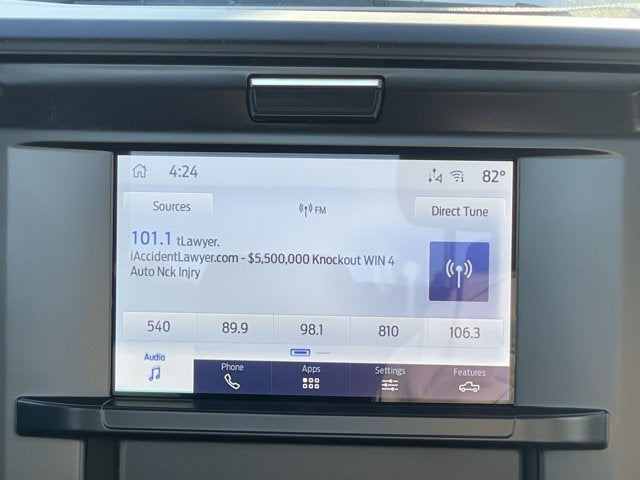 4:24 82°
Sources FM Direct Tune
101.1 tLawyer.
iAccidentLawyer.com - $5,500,000 Knockout WIN 4
Auto Nck Injry
540 89.9 98.1 810 106.3
Audio Phone Apps Settings Features